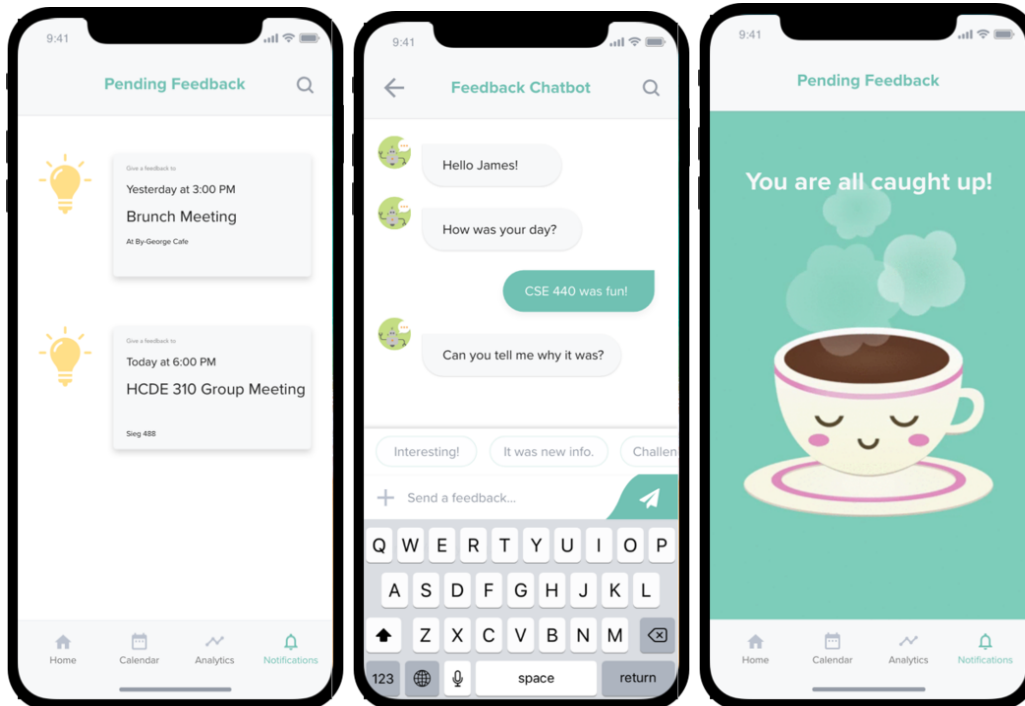 9:41
Pending Feedback
Give a feedback to
Yesterday at 3:00 PM
Brunch Meeting
At By-George Cafe
Give a feedback to
Today at 6:00 PM
HCDE 310 Group Meeting
Sieg 488
Home Calendar Analytics Notifications
9:41
Feedback Chatbot
Hello James!
How was your day?
CSE 440 was fun!
Can you tell me why it was?
Interesting! It was new info. Challen
Send a feedback...
Q W E R T Y U I O P
A S D F G H J K L
Z X C V B N M
123 space return
9:41
Pending Feedback
You are all caught up!
Home Calendar Analytics Notifications